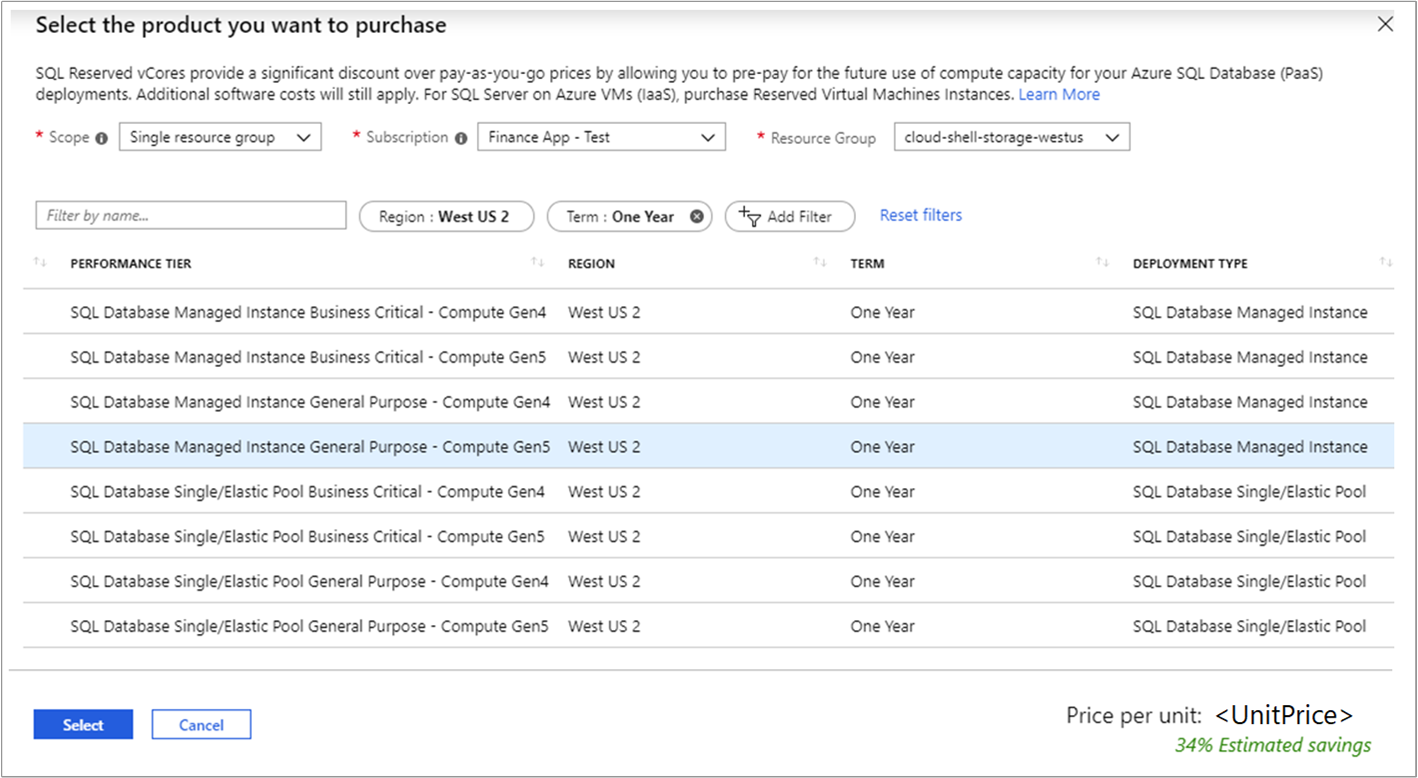 Select the product you want to purchase
SQL Reserved vCores provide a significant discount over pay-as-you-go prices by allowing you to pre-pay for the future use of compute capacity for your Azure SQL Database (PaaS)
deployments. Additional software costs will still apply. For SQL Server on Azure VMs (IaaS), purchase Reserved Virtual Machines Instances. Learn More
* Scope Single resource group * Subscription Finance App - Test * Resource Group cloud-shell-storage-westus
Filter by name... Region : West US 2 Term : One Year Add Filter Reset filters
PERFORMANCE TIER REGION TERM DEPLOYMENT TYPE
SQL Database Managed Instance Business Critical - Compute Gen4 West US 2 One Year SQL Database Managed Instance
SQL Database Managed Instance Business Critical - Compute Gen5 West US 2 One Year SQL Database Managed Instance
SQL Database Managed Instance General Purpose - Compute Gen4 West US 2 One Year SQL Database Managed Instance
SQL Database Managed Instance General Purpose - Compute Gen5 West US 2 One Year SQL Database Managed Instance
SQL Database Single/Elastic Pool Business Critical - Compute Gen4 West US 2 One Year SQL Database Single/Elastic Pool
SQL Database Single/Elastic Pool Business Critical - Compute Gen5 West US 2 One Year SQL Database Single/Elastic Pool
SQL Database Single/Elastic Pool General Purpose - Compute Gen4 West US 2 One Year SQL Database Single/Elastic Pool
SQL Database Single/Elastic Pool General Purpose - Compute Gen5 West US 2 One Year SQL Database Single/Elastic Pool
Select Cancel Price per unit: <UnitPrice>
34% Estimated savings